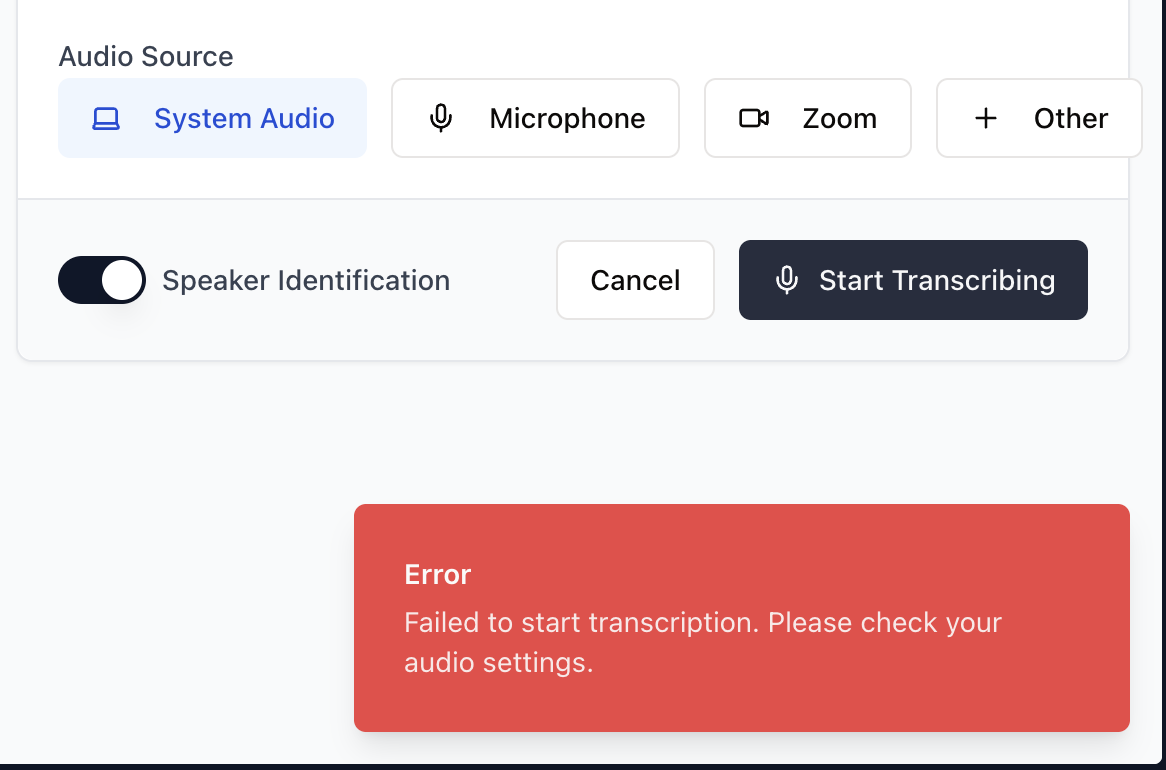 Audio Source
System Audio Microphone Zoom Other
Speaker Identification Cancel Start Transcribing
Error
Failed to start transcription. Please check your
audio settings.